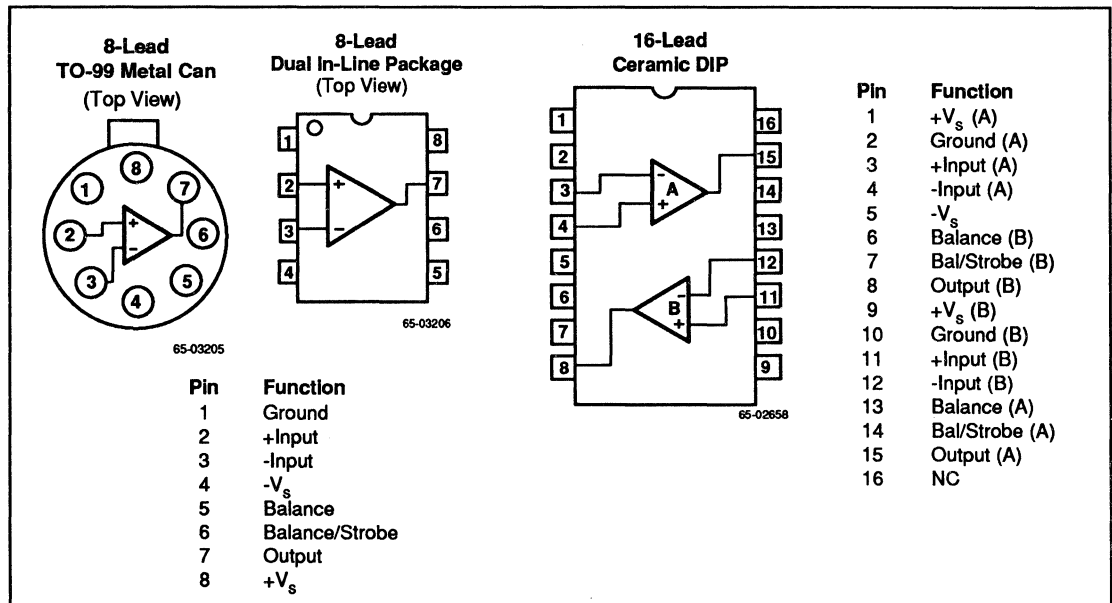 8-Lead
TO-99 Metal Can
(Top View)
8
1
7
2
+
6
-
3
5
4
65-03205
8-Lead
Dual In-Line Package
(Top View)
1
8
2
+
7
3
-
6
4
5
65-03206
16-Lead
Ceramic DIP
1
16
2
-
15
3
A
+
14
4
13
5
12
6
-
B
11
7
+
10
8
9
65-02658
Pin Function
1 Ground
2 +Input
3 -Input
4 -Vs
5 Balance
6 Balance/Strobe
7 Output
8 +Vs
Pin Function
1 +Vs (A)
2 Ground (A)
3 +Input (A)
4 -Input (A)
5 -Vs
6 Balance (B)
7 Bal/Strobe (B)
8 Output (B)
9 +Vs (B)
10 Ground (B)
11 +Input (B)
12 -Input (B)
13 Balance (A)
14 Bal/Strobe (A)
15 Output (A)
16 NC